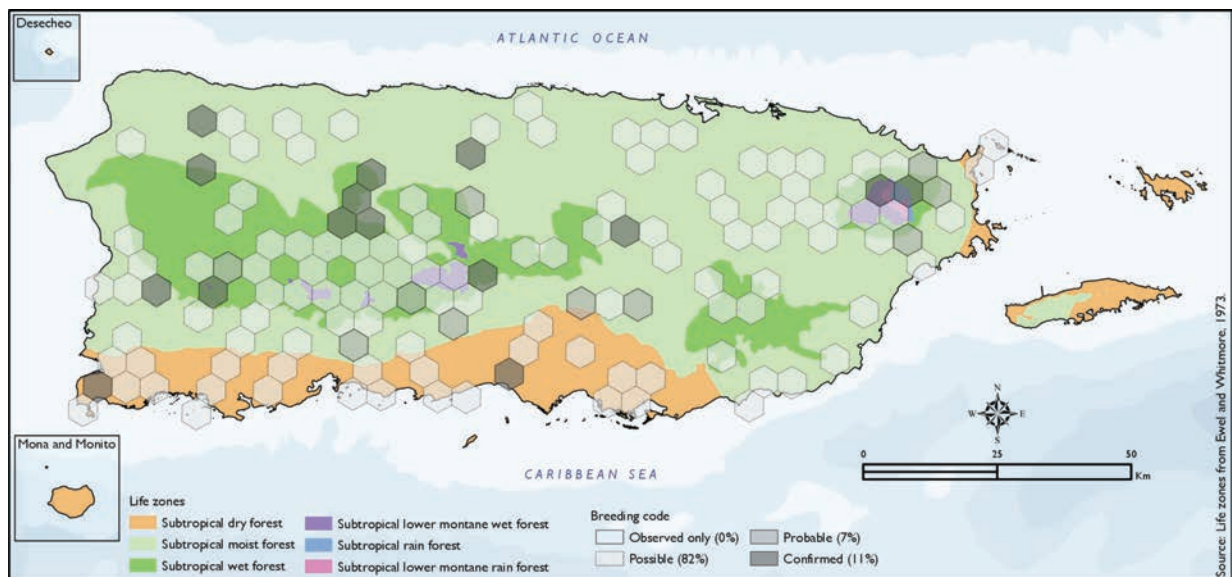 Desecheo
ATLANTIC OCEAN
N
W E
S
0 25 50
Km
Mona and Monito
CARIBBEAN SEA
Life zones
Subtropical dry forest
Subtropical moist forest
Subtropical wet forest
Subtropical lower montane wet forest
Subtropical rain forest
Subtropical lower montane rain forest
Breeding code
Observed only (0%)
Possible (82%)
Probable (7%)
Confirmed (11%)
Source: Life zones from Ewel and Whitmore, 1973.